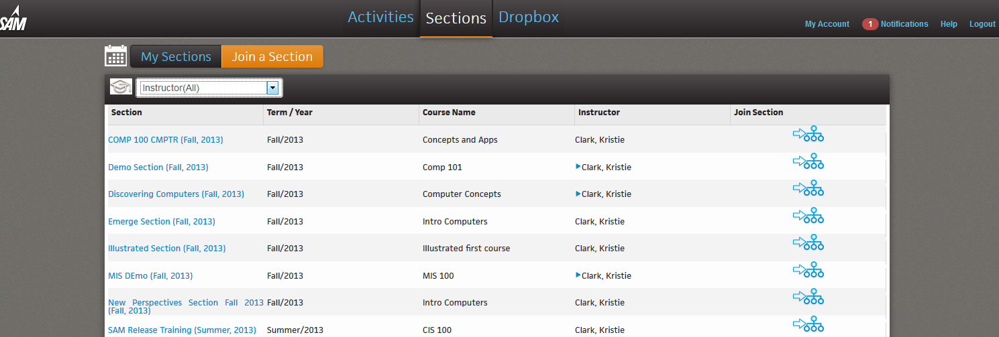 SAM
Activities Sections Dropbox
My Account 1 Notifications Help Logout
My Sections Join a Section
Instructor(All)
Section Term / Year Course Name Instructor Join Section
COMP 100 CMPTR (Fall, 2013) Fall/2013 Concepts and Apps Clark, Kristie
Demo Section (Fall, 2013) Fall/2013 Comp 101 Clark, Kristie
Discovering Computers (Fall, 2013) Fall/2013 Computer Concepts Clark, Kristie
Emerge Section (Fall, 2013) Fall/2013 Intro Computers Clark, Kristie
Illustrated Section (Fall, 2013) Fall/2013 Illustrated first course Clark, Kristie
MIS DEmo (Fall, 2013) Fall/2013 MIS 100 Clark, Kristie
New Perspectives Section Fall 2013 Fall/2013 Intro Computers Clark, Kristie
(Fall, 2013)
SAM Release Training (Summer, 2013) Summer/2013 CIS 100 Clark, Kristie